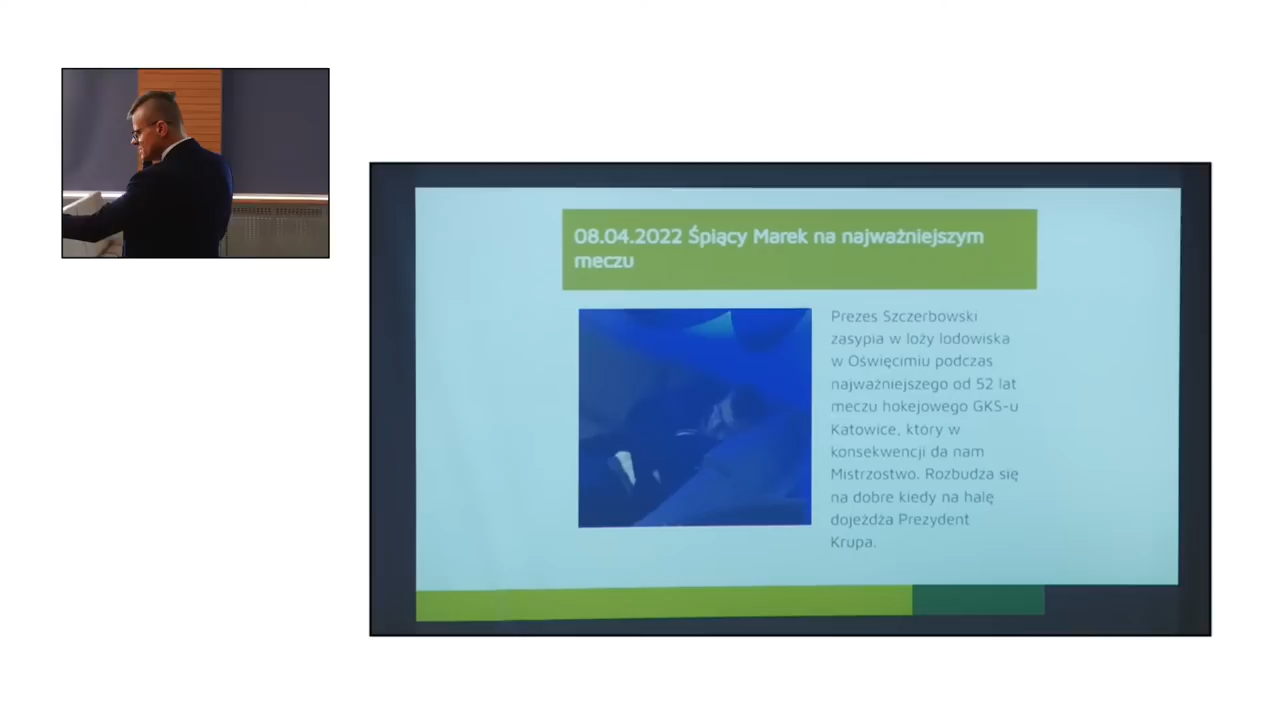 08.04.2022 Śpiący Marek na najważniejszym
meczu
Prezes Szczerbowski
zasypia w loży lodowiska
w Oświęcimiu podczas
najważniejszego od 52 lat
meczu hokejowego GKS-u
Katowice, który w
konsekwencji da nam
Mistrzostwo. Rozbudza się
na dobre kiedy na halę
dojeżdża Prezydent
Krupa.